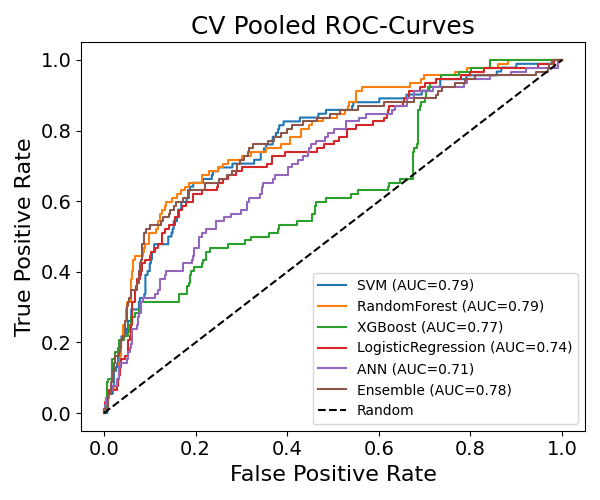 CV Pooled ROC-Curves
True Positive Rate
1.0
0.8
0.6
0.4
0.2
0.0
SVM (AUC=0.79)
RandomForest (AUC=0.79)
XGBoost (AUC=0.77)
LogisticRegression (AUC=0.74)
ANN (AUC=0.71)
Ensemble (AUC=0.78)
Random
0.0 0.2 0.4 0.6 0.8 1.0
False Positive Rate